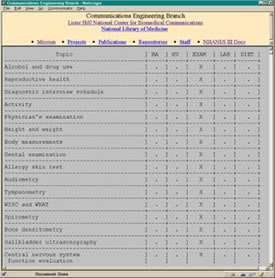 Communications Engineering Branch - Netscape
File Edit View Go Communicator Help
Communications Engineering Branch
Lister Hill National Center for Biomedical Communications
National Library of Medicine
• Mission • Projects • Publications • Repositories • Staff • NHANES III Docs
Topic ] HA ] HY ] EXAM ] LAB ] DIET ]
Alcohol and drug use ] . ] . ] X ] . ] . ]
Reproductive health ] . ] . ] X ] . ] . ]
Diagnostic interview schedule ] . ] . ] X ] . ] . ]
Activity ] . ] . ] X ] . ] . ]
Physician's examination ] . ] . ] X ] . ] . ]
Height and weight ] . ] . ] X ] . ] . ]
Body measurements ] . ] . ] X ] . ] . ]
Dental examination ] . ] . ] X ] . ] . ]
Allergy skin test ] . ] . ] X ] . ] . ]
Audiometry ] . ] . ] X ] . ] . ]
Tympanometry ] . ] . ] X ] . ] . ]
WISC and WRAT ] . ] . ] X ] . ] . ]
Spirometry ] . ] . ] X ] . ] . ]
Bone densitometry ] . ] . ] X ] . ] . ]
Gallbladder ultrasonography ] . ] . ] X ] . ] . ]
Central nervous system ] . ] . ] X ] . ] . ]
function evaluation
Document: Done